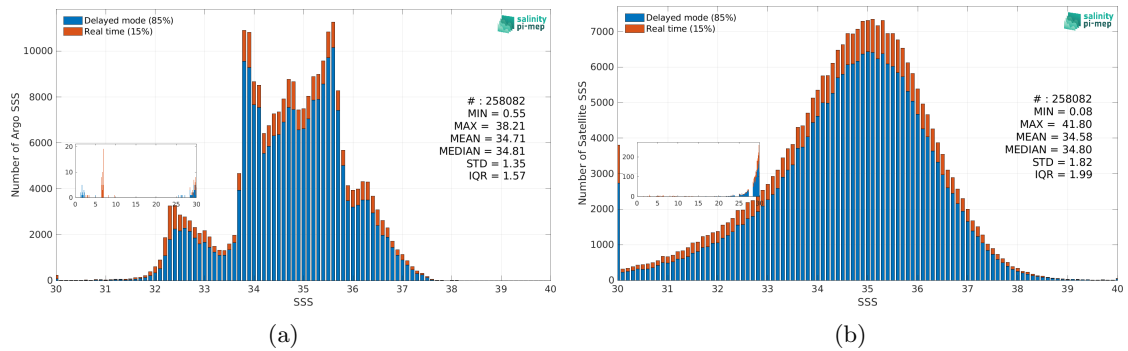 Delayed mode (85%)
Real time (15%)
salinity
pi-mep
# : 258082
MIN = 0.55
MAX = 38.21
MEAN = 34.71
MEDIAN = 34.81
STD = 1.35
IQR = 1.57
Number of Argo SSS
10000
8000
6000
4000
2000
0
20
10
0
0 5 10 15 20 25 30
30 31 32 33 34 35 36 37 38 39 40
SSS
(a)
Delayed mode (85%)
Real time (15%)
salinity
pi-mep
# : 258082
MIN = 0.08
MAX = 41.80
MEAN = 34.58
MEDIAN = 34.80
STD = 1.82
IQR = 1.99
Number of Satellite SSS
7000
6000
5000
4000
3000
2000
1000
0
200
100
0
0 5 10 15 20 25 30
30 31 32 33 34 35 36 37 38 39 40
SSS
(b)